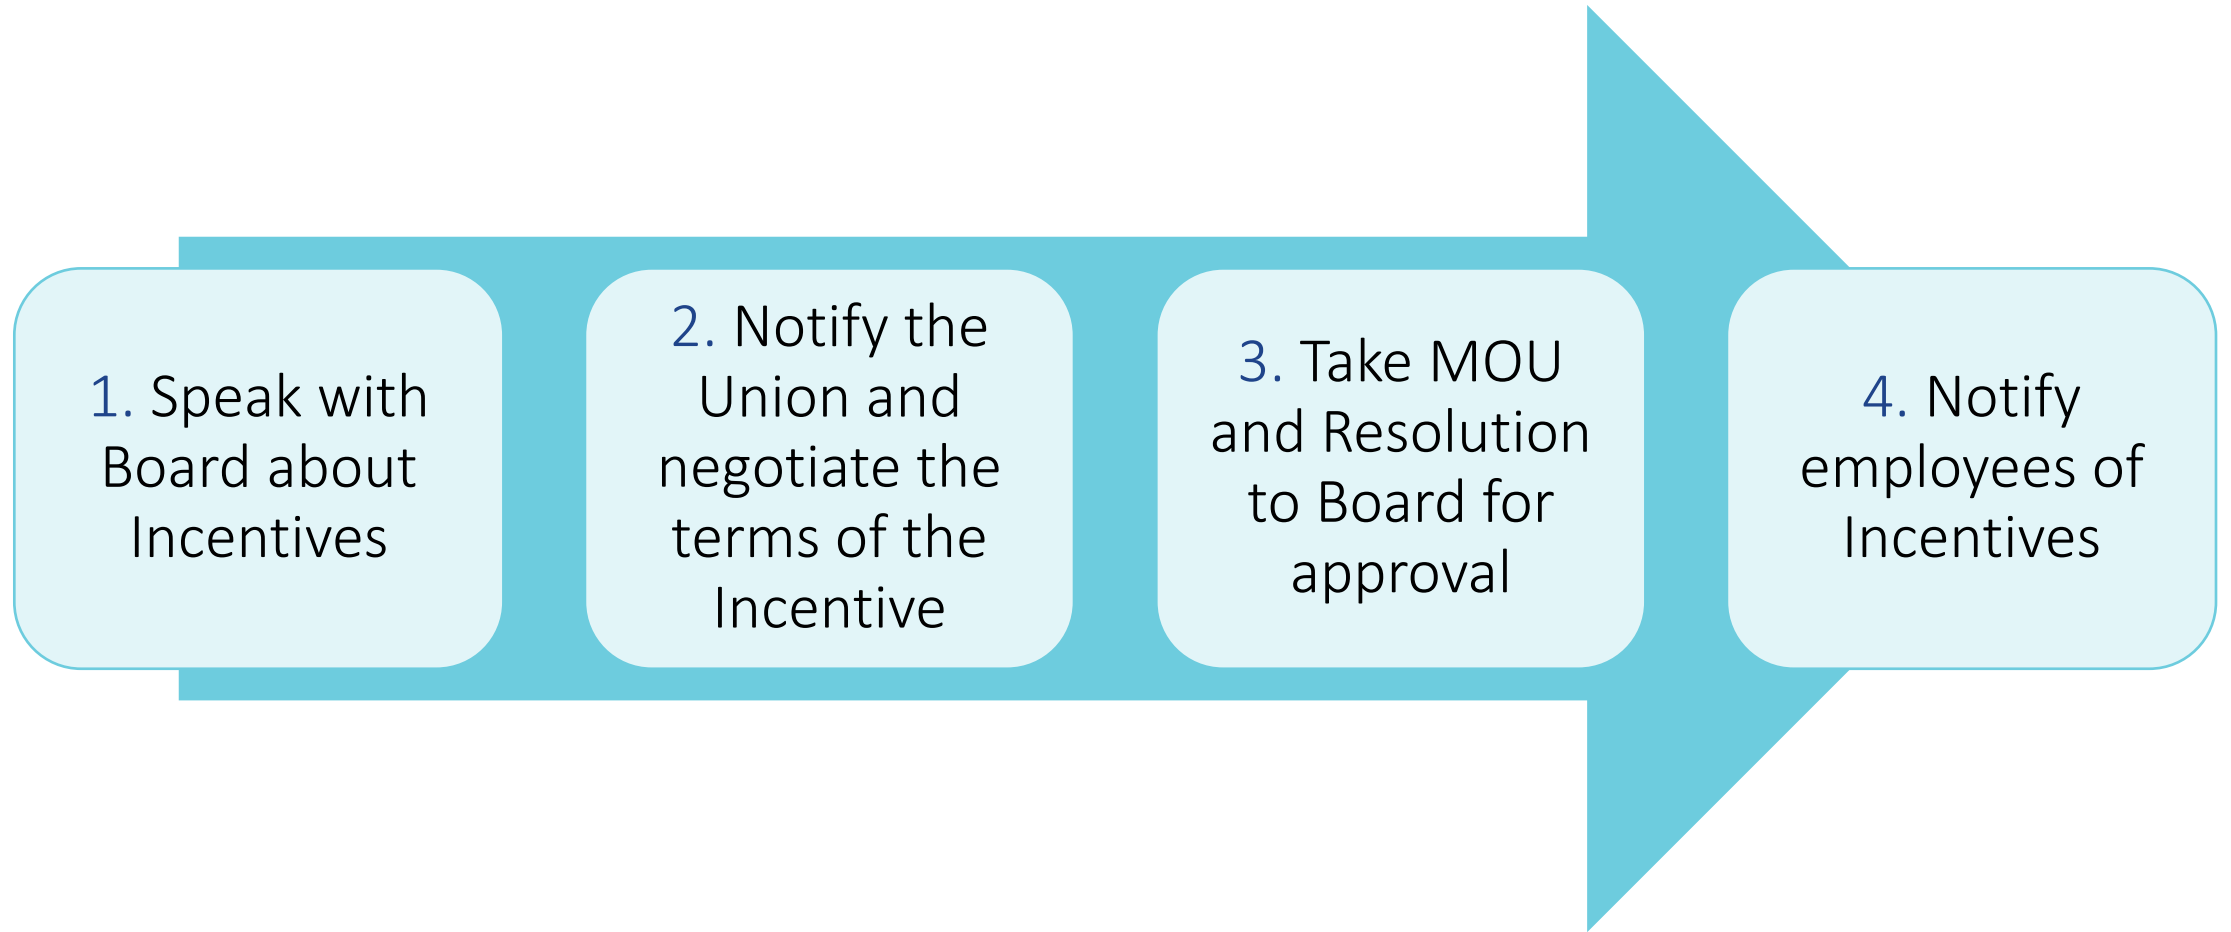 1. Speak with
Board about
Incentives
2. Notify the
Union and
negotiate the
terms of the
Incentive
3. Take MOU
and Resolution
to Board for
approval
4. Notify
employees of
Incentives